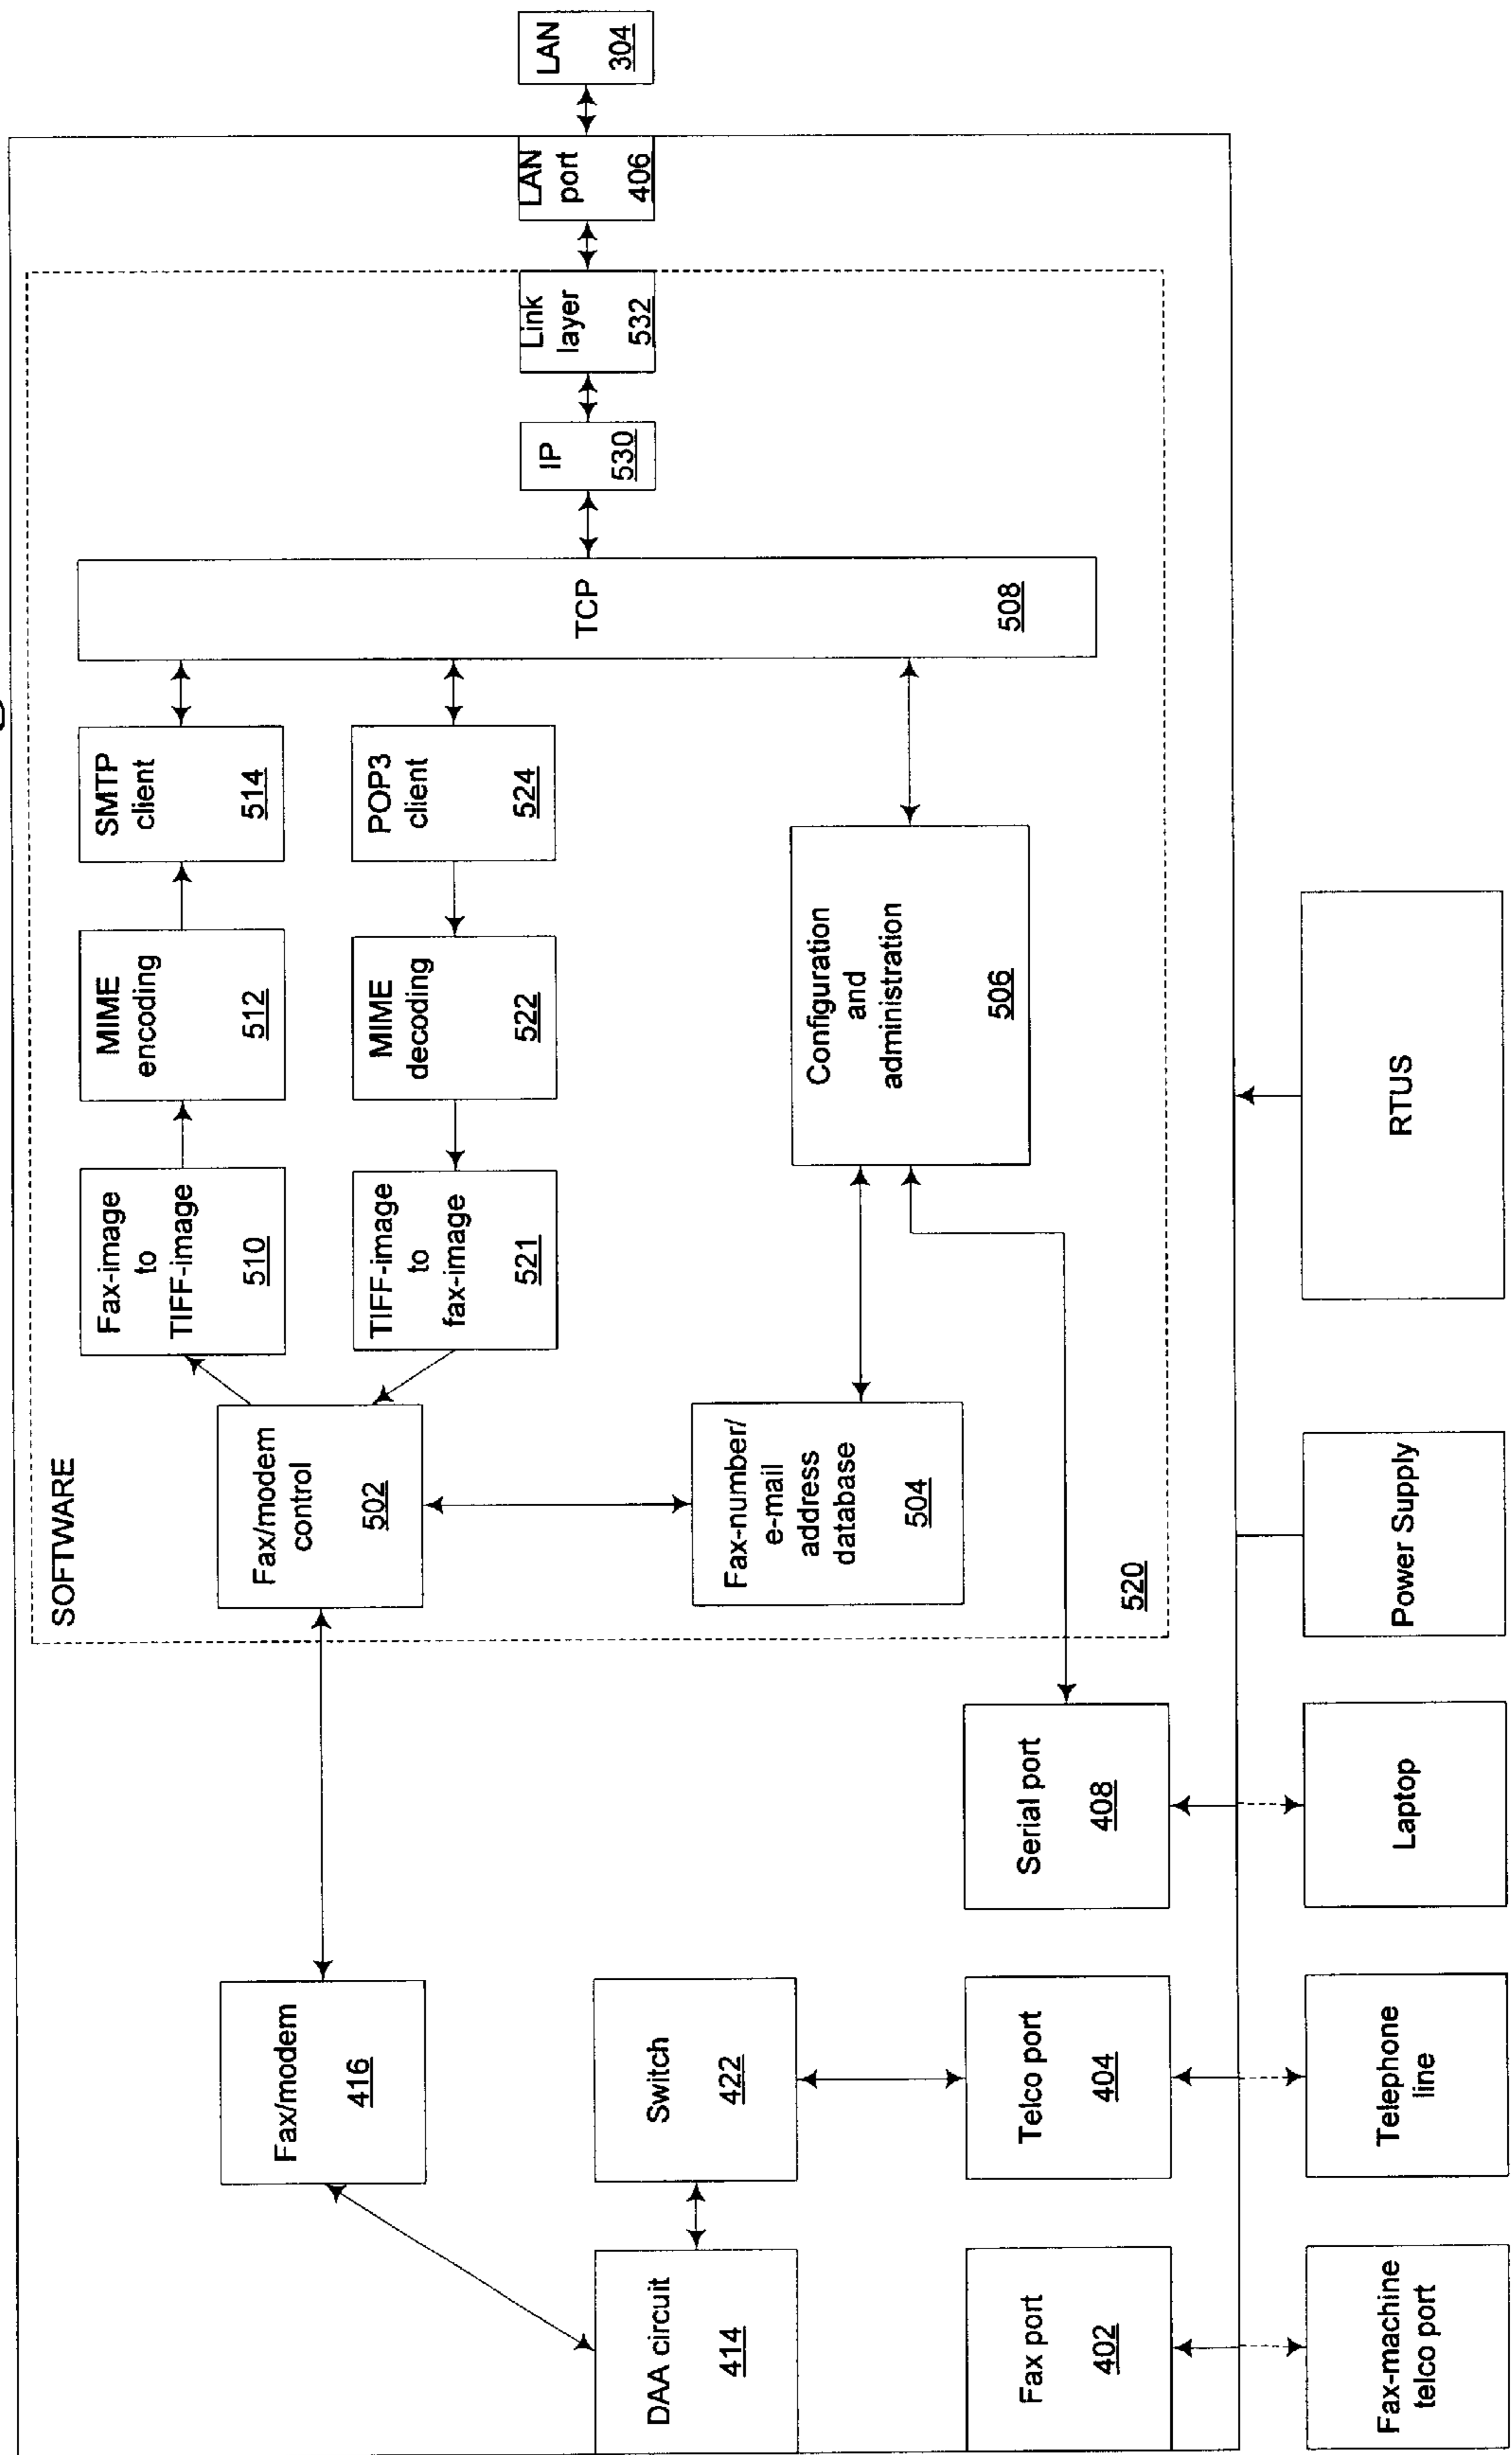 SOFTWARE
Fax-image
to
TIFF-image
510
MIME
encoding
512
SMTP
client
514
Fax/modem
control
502
TIFF-image
to
fax-image
521
MIME
decoding
522
POP3
client
524
Fax/modem
416
TCP
508
IP
530
Link
layer
532
LAN
port
406
LAN
304
Switch
422
DAA circuit
414
Fax-number/
e-mail
address
database
504
Configuration
and
administration
506
520
Fax port
402
Telco port
404
Serial port
408
Fax-machine
telco port
Telephone
line
Laptop
Power Supply
RTUS